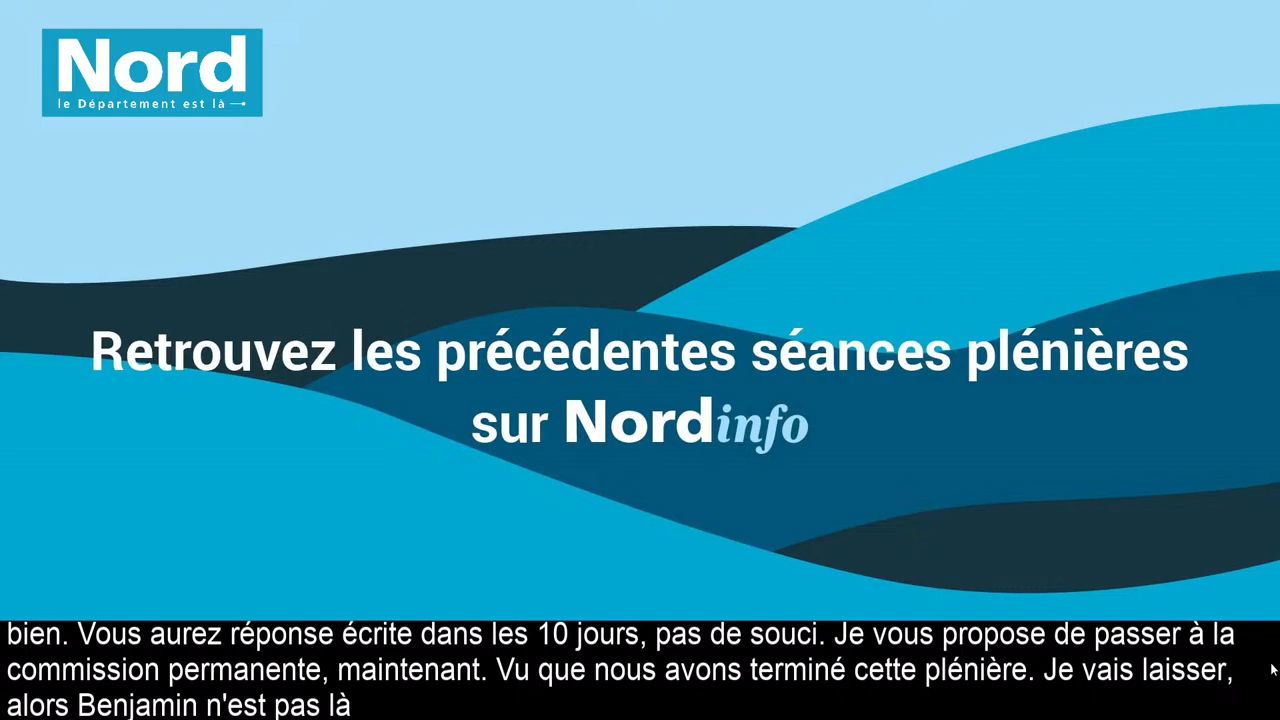 Nord
le Département est là
Retrouvez les précédentes séances plénières
sur Nordinfo
bien. Vous aurez réponse écrite dans les 10 jours, pas de souci. Je vous propose de passer à la
commission permanente, maintenant. Vu que nous avons terminé cette plénière. Je vais laisser,
alors Benjamin n'est pas là